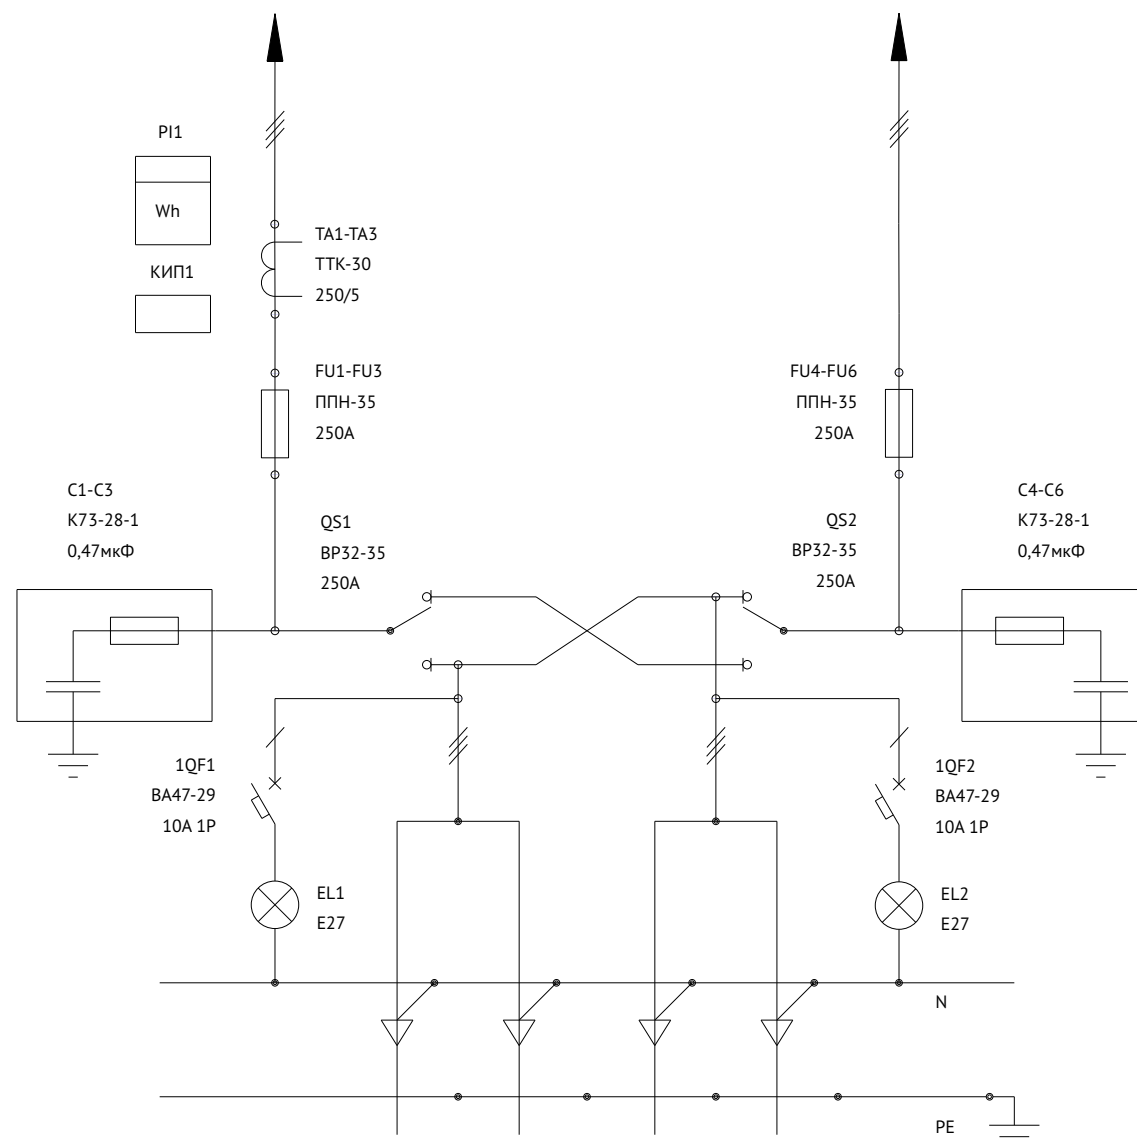 PI1
Wh
КИП1
TA1-TA3
ТТК-30
250/5
FU1-FU3
ППН-35
250А
FU4-FU6
ППН-35
250А
C1-C3
К73-28-1
0,47мкФ
QS1
ВР32-35
250А
QS2
ВР32-35
250А
C4-C6
К73-28-1
0,47мкФ
1QF1
ВА47-29
10А 1Р
1QF2
ВА47-29
10А 1Р
EL1
E27
EL2
E27
N
PE